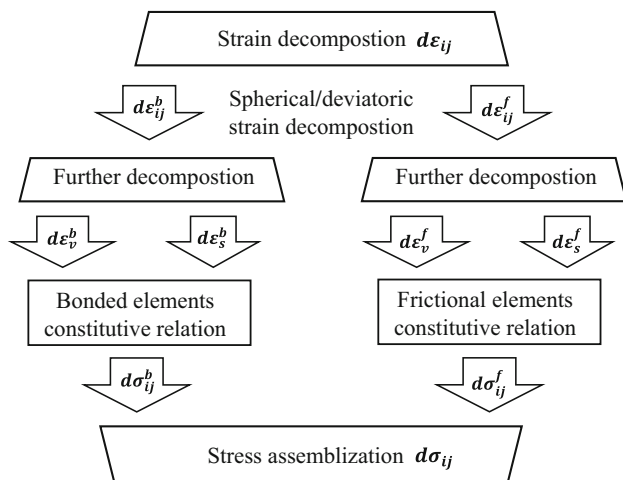 Strain decompostion dε_ij
dε^b_ij
Spherical/deviatoric
strain decompostion
dε^f_ij
Further decompostion
Further decompostion
dε^b_v
dε^b_s
dε^f_v
dε^f_s
Bonded elements
constitutive relation
Frictional elements
constitutive relation
dσ^b_ij
dσ^f_ij
Stress assemblization dσ_ij